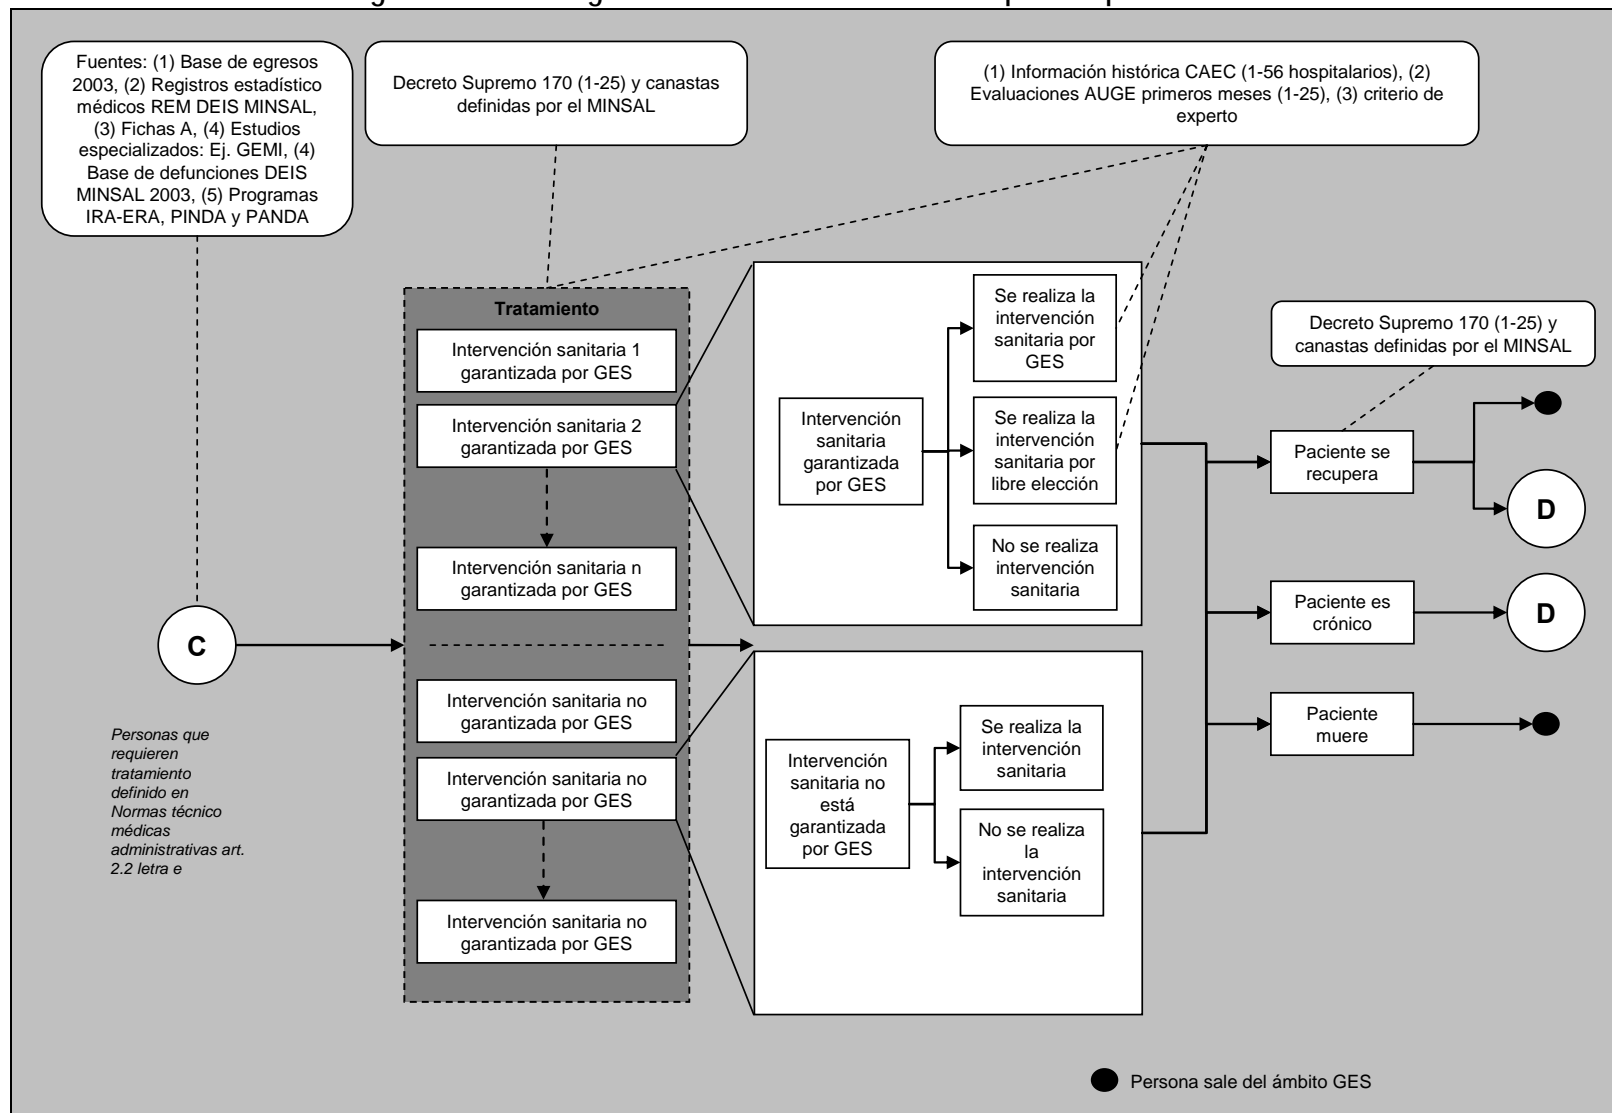 Fuentes: (1) Base de egresos
2003, (2) Registros estadístico
médicos REM DEIS MINSAL,
(3) Fichas A, (4) Estudios
especializados: Ej. GEMI, (4)
Base de defunciones DEIS
MINSAL 2003, (5) Programas
IRA-ERA, PINDA y PANDA
Decreto Supremo 170 (1-25) y canastas
definidas por el MINSAL
(1) Información histórica CAEC (1-56 hospitalarios), (2)
Evaluaciones AUGE primeros meses (1-25), (3) criterio de
experto
Tratamiento
Intervención sanitaria 1
garantizada por GES
Intervención sanitaria 2
garantizada por GES
Intervención sanitaria n
garantizada por GES
Intervención sanitaria no
garantizada por GES
Intervención sanitaria no
garantizada por GES
Intervención sanitaria no
garantizada por GES
C
Personas que
requieren
tratamiento
definido en
Normas técnico
médicas
administrativas art.
2.2 letra e
Intervención
sanitaria
garantizada
por GES
Se realiza la
intervención
sanitaria por
GES
Se realiza la
intervención
sanitaria por
libre elección
No se realiza
intervención
sanitaria
Intervención
sanitaria no
está
garantizada
por GES
Se realiza la
intervención
sanitaria
No se realiza
la
intervención
sanitaria
Decreto Supremo 170 (1-25) y
canastas definidas por el MINSAL
Paciente se
recupera
D
Paciente es
crónico
D
Paciente
muere
Persona sale del ámbito GES